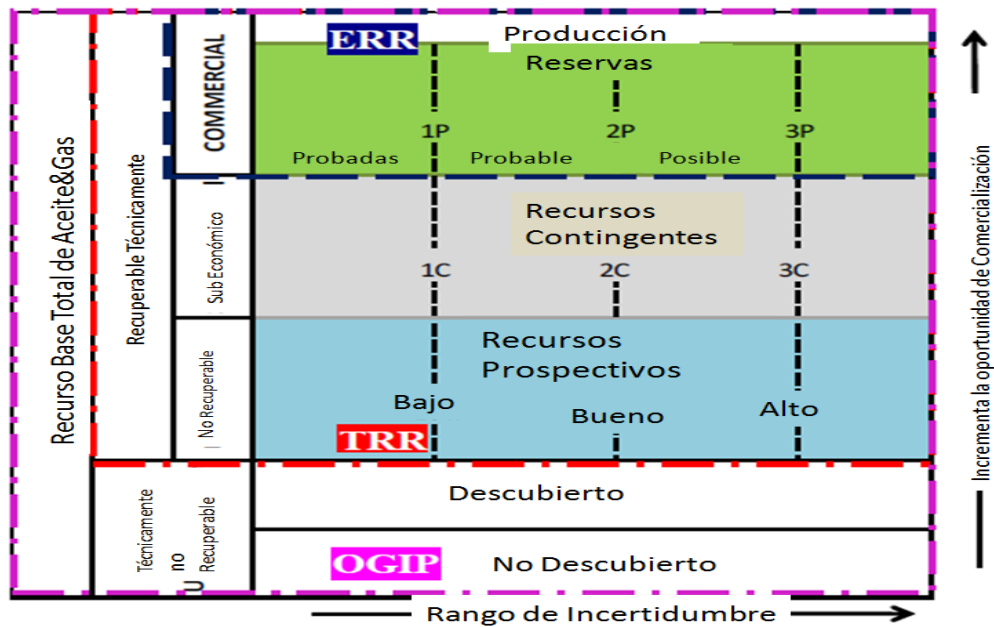 Recurso Base Total de Aceite&Gas
Recuperable Técnicamente
COMMERCIAL
ERR
Producción
Reservas
1P
2P
3P
Probadas
Probable
Posible
Sub Económico
Recursos
Contingentes
1C
2C
3C
No Recuperable
Recursos
Prospectivos
Bajo
Bueno
Alto
TRR
Técnicamente
no
Recuperable
Descubierto
OGIP
No Descubierto
Rango de Incertidumbre
Incrementa la oportunidad de Comercialización